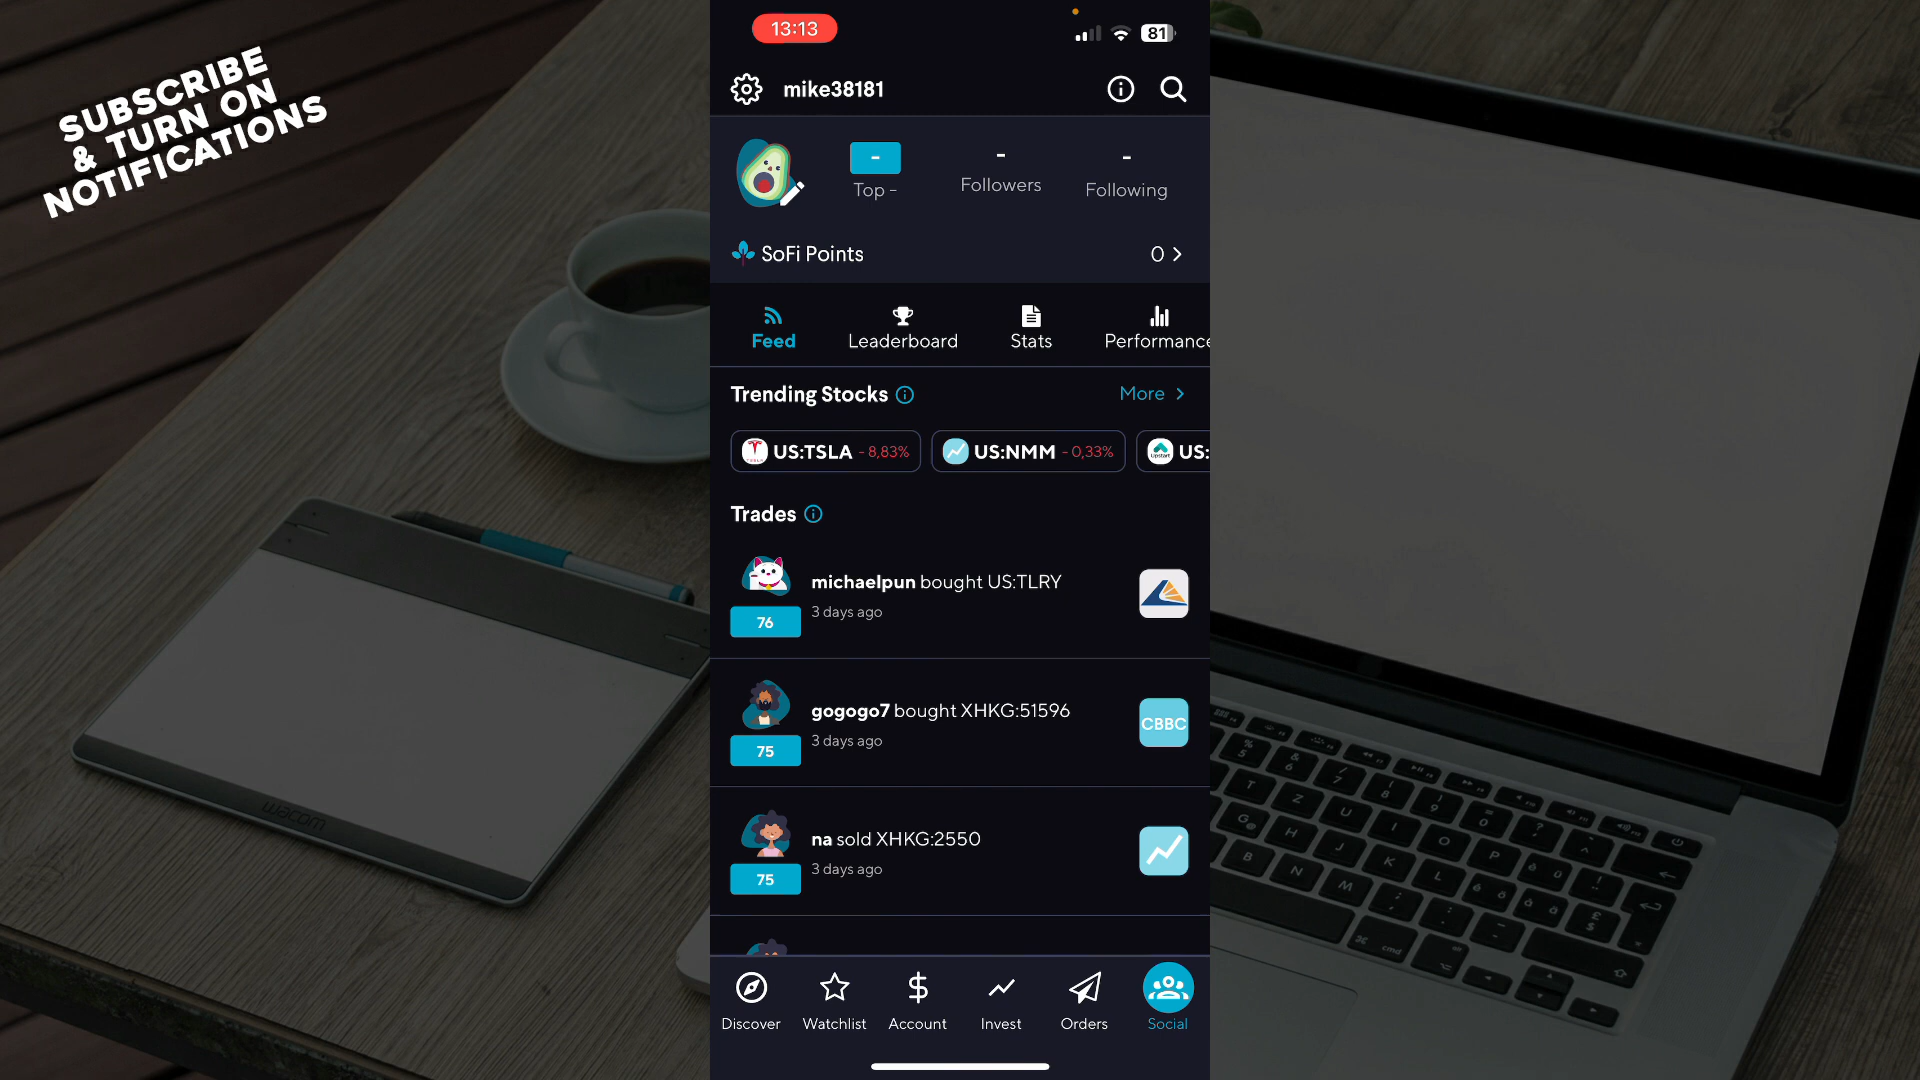 SUBSCRIBE
& TURN ON
NOTIFICATIONS
13:13
81
mike38181
-
Top -
-
Followers
-
Following
SoFi Points
0
Feed
Leaderboard
Stats
Performance
Trending Stocks
More
US:TSLA - 8,83%
US:NMM - 0,33%
Upstart
US:
Trades
michaelpun bought US:TLRY
3 days ago
76
gogogo7 bought XHKG:51596
3 days ago
75
CBBC
na sold XHKG:2550
3 days ago
75
Discover
Watchlist
Account
Invest
Orders
Social
wacom